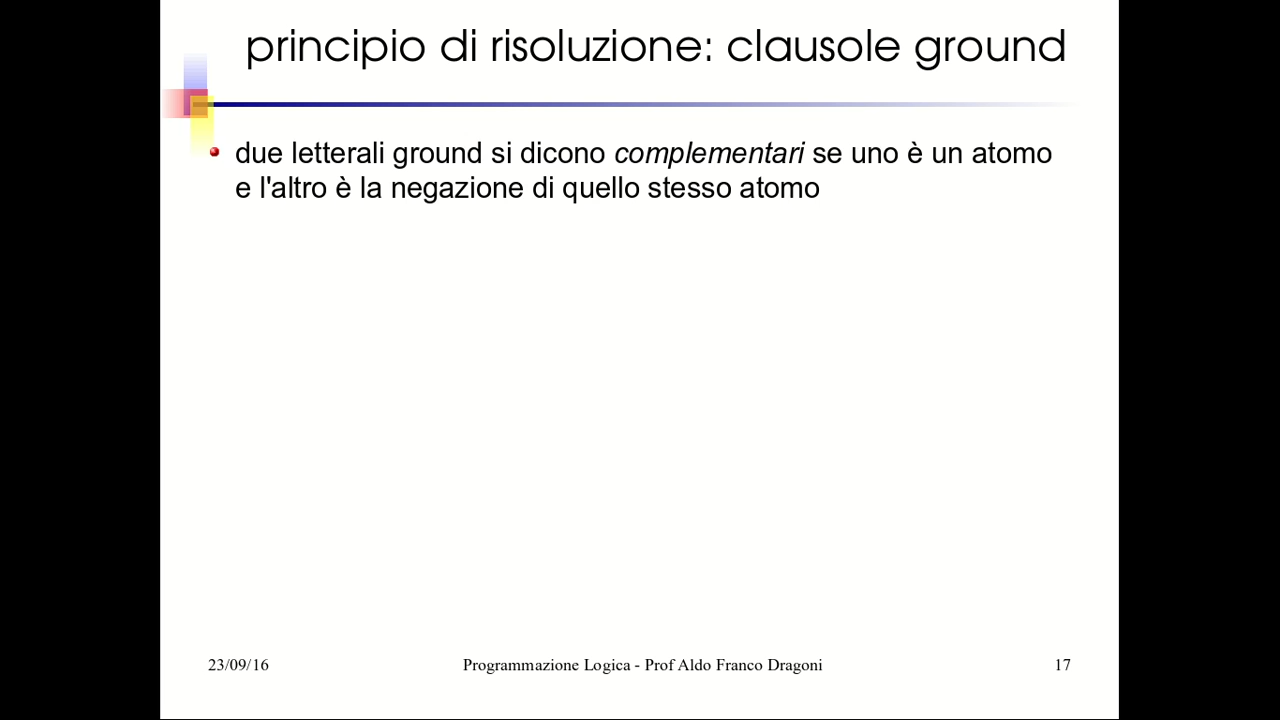 principio di risoluzione: clausole ground
due letterali ground si dicono complementari se uno è un atomo
e l'altro è la negazione di quello stesso atomo
23/09/16
Programmazione Logica - Prof Aldo Franco Dragoni
17